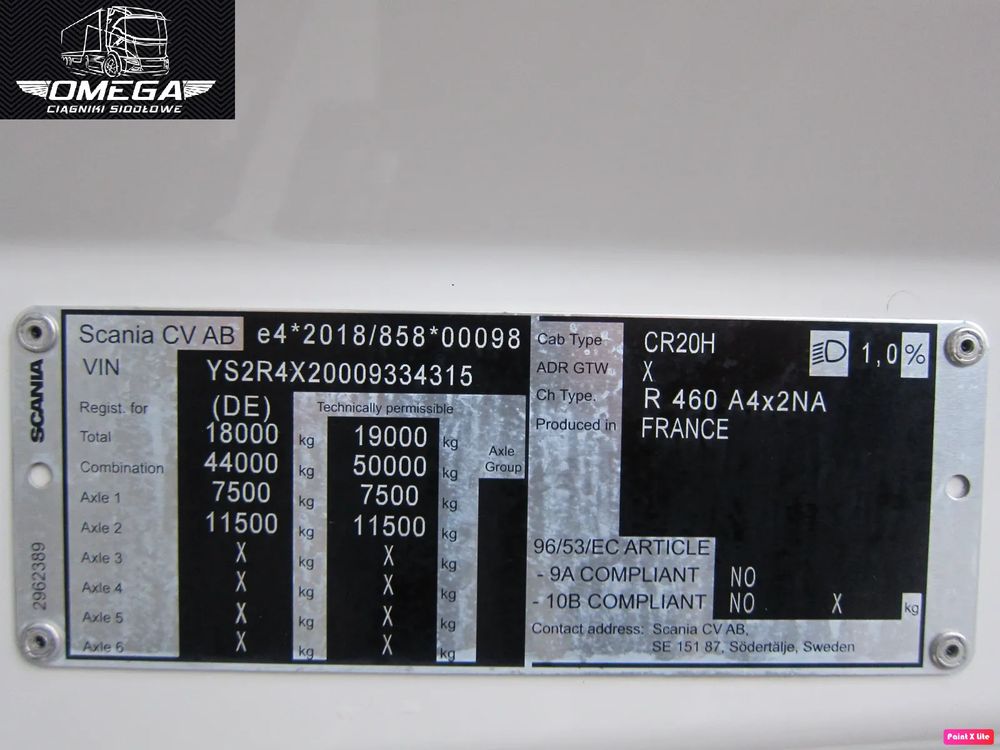 OMEGA
CIĄGNIKI SIODŁOWE
SCANIA
2962389
Scania CV AB e4*2018/858*00098
VIN YS2R4X20009334315
Regist. for (DE) Technically permissible
Total 18000 kg 19000 kg
Combination 44000 kg 50000 kg Axle Group
Axle 1 7500 kg 7500 kg
Axle 2 11500 kg 11500 kg
Axle 3 X kg X kg
Axle 4 X kg X kg
Axle 5 X kg X kg
Axle 6 X kg X kg
Cab Type CR20H 1,0 %
ADR GTW X
Ch Type. R 460 A4x2NA
Produced in FRANCE
96/53/EC ARTICLE
- 9A COMPLIANT NO
- 10B COMPLIANT NO X kg
Contact address: Scania CV AB,
SE 151 87, Södertälje, Sweden
Paint X Lite